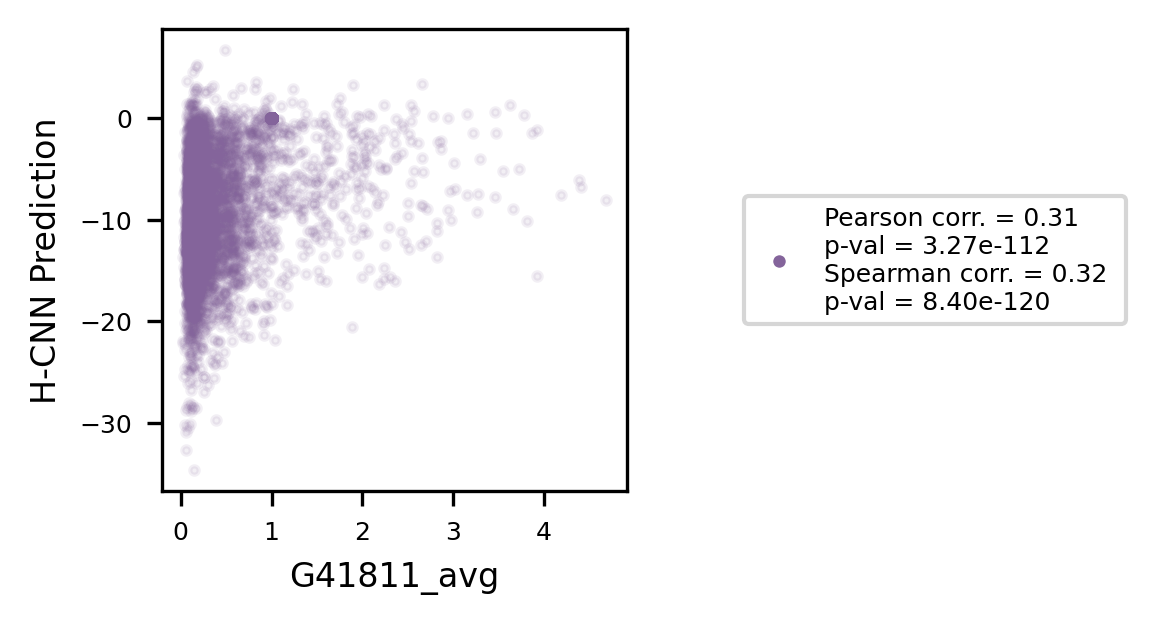 H-CNN Prediction
0
−10
−20
−30
0 1 2 3 4
G41811_avg
Pearson corr. = 0.31
p-val = 3.27e-112
Spearman corr. = 0.32
p-val = 8.40e-120